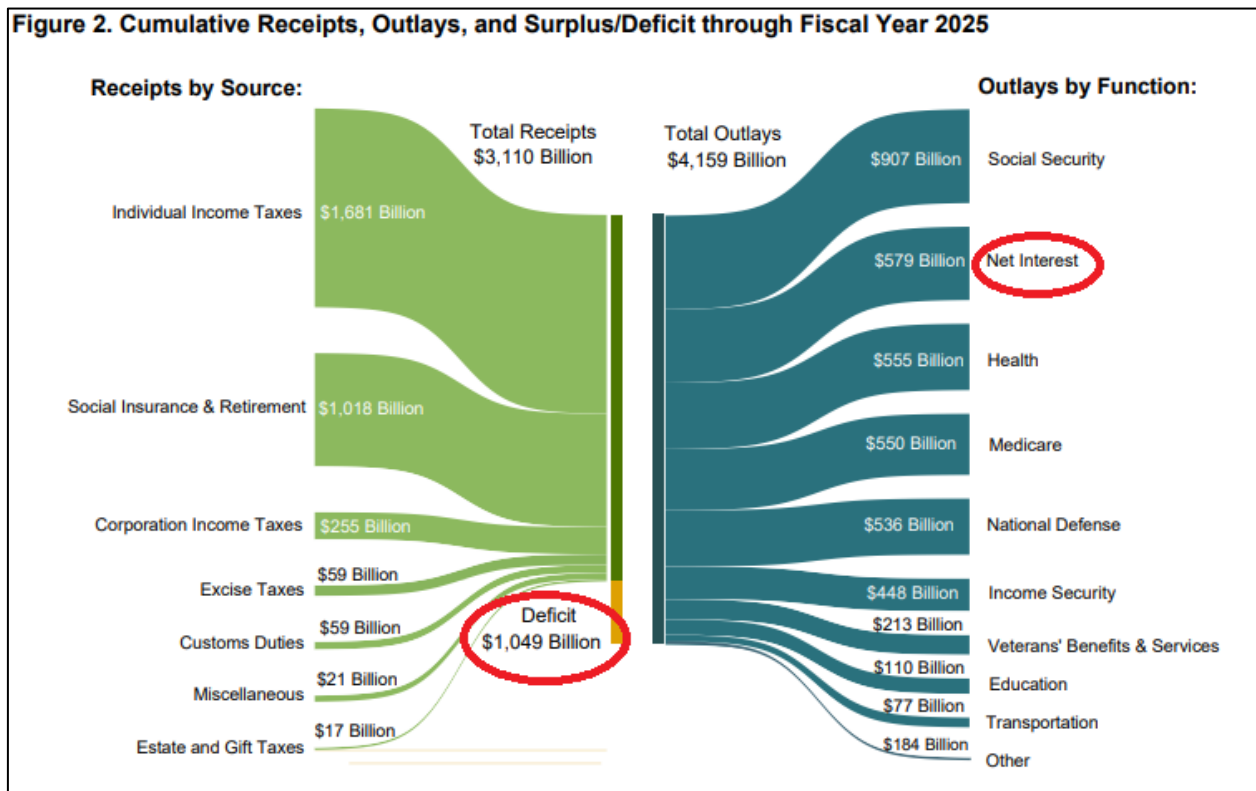 Figure 2. Cumulative Receipts, Outlays, and Surplus/Deficit through Fiscal Year 2025
Receipts by Source:
Outlays by Function:
Total Receipts
$3,110 Billion
Total Outlays
$4,159 Billion
Individual Income Taxes
$1,681 Billion
Social Insurance & Retirement
$1,018 Billion
Corporation Income Taxes
$255 Billion
Excise Taxes
$59 Billion
Customs Duties
$59 Billion
Miscellaneous
$21 Billion
Estate and Gift Taxes
$17 Billion
Deficit
$1,049 Billion
$907 Billion
Social Security
$579 Billion
Net Interest
$555 Billion
Health
$550 Billion
Medicare
$536 Billion
National Defense
$448 Billion
Income Security
$213 Billion
Veterans' Benefits & Services
$110 Billion
Education
$77 Billion
Transportation
$184 Billion
Other